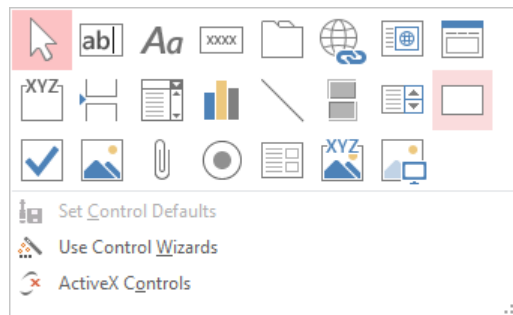 ab Aa xxxx
XYZ
XYZ
Set Control Defaults
Use Control Wizards
ActiveX Controls